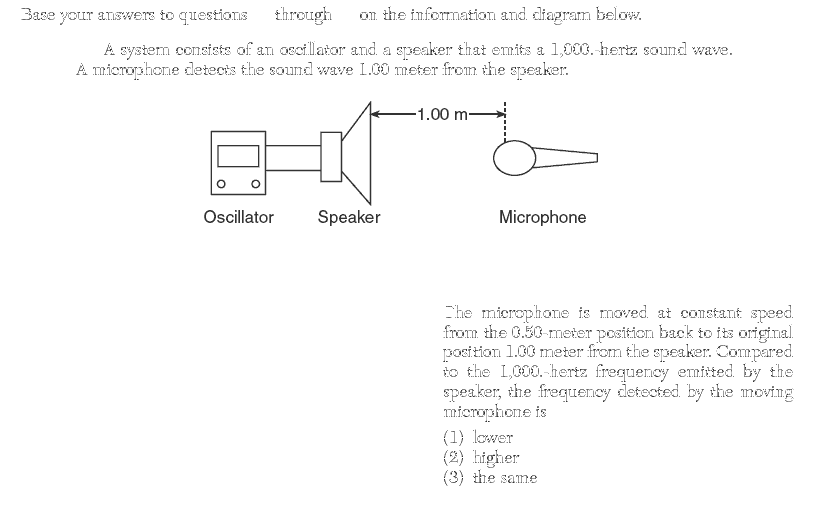 Base your answers to questions through on the information and diagram below.
A system consists of an oscillator and a speaker that emits a 1,000.-hertz sound wave.
A microphone detects the sound wave 1.00 meter from the speaker.
1.00 m
Oscillator Speaker Microphone
The microphone is moved at constant speed
from the 0.50-meter position back to its original
position 1.00 meter from the speaker. Compared
to the 1,000.-hertz frequency emitted by the
speaker, the frequency detected by the moving
microphone is
(1) lower
(2) higher
(3) the same